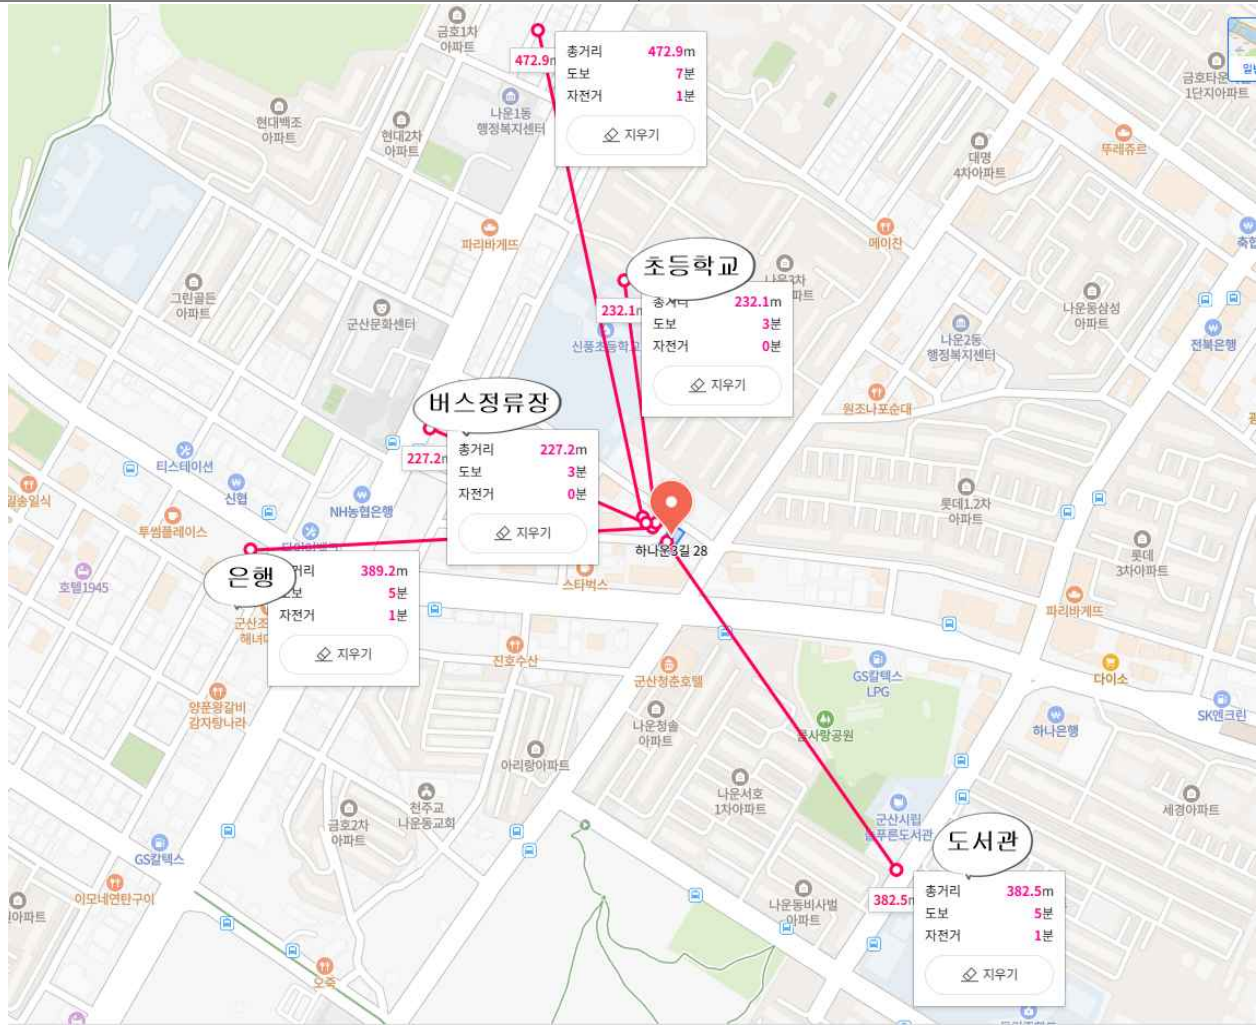 금호1차
아파트
472.9m
총거리 472.9m
도보 7분
자전거 1분
지우기
금호타운
1단지아파트
현대백조
아파트
현대2차
아파트
나운1동
행정복지센터
뚜레쥬르
대명
4차아파트
파리바게뜨
메이찬
초등학교
나운3차
그린골든
아파트
군산문화센터
232.1m
총거리 232.1m
도보 3분
자전거 0분
지우기
신풍초등학교
나운동삼성
아파트
나운2동
행정복지센터
전북은행
원조나포순대
버스정류장
227.2m
총거리 227.2m
도보 3분
자전거 0분
지우기
티스테이션
신협
NH농협은행
일송일식
투썸플레이스
롯데1,2차
아파트
하나운3길 28
롯데
3차아파트
호텔1945
은행
389.2m
5분
자전거 1분
지우기
스타벅스
파리바게뜨
진호수산
군산청춘호텔
GS칼텍스
LPG
다이소
양푼왕갈비
감자탕나라
나운청솔
아파트
하나은행
SK엔크린
아리랑아파트
나운서호
1차아파트
천주교
나운동교회
금호2차
아파트
세경아파트
군산시립
늘푸른도서관
도서관
GS칼텍스
이모네연탄구이
382.5m
총거리 382.5m
도보 5분
자전거 1분
지우기
나운동비사벌
아파트
오죽